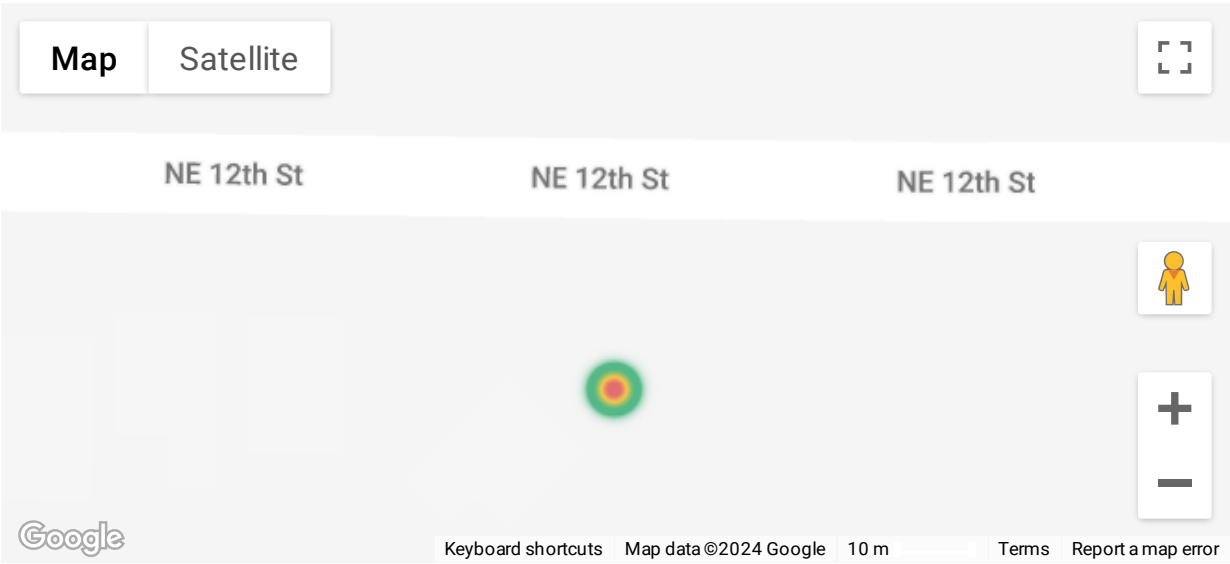 Map Satellite
NE 12th St NE 12th St NE 12th St
Google
Keyboard shortcuts Map data ©2024 Google 10 m Terms Report a map error